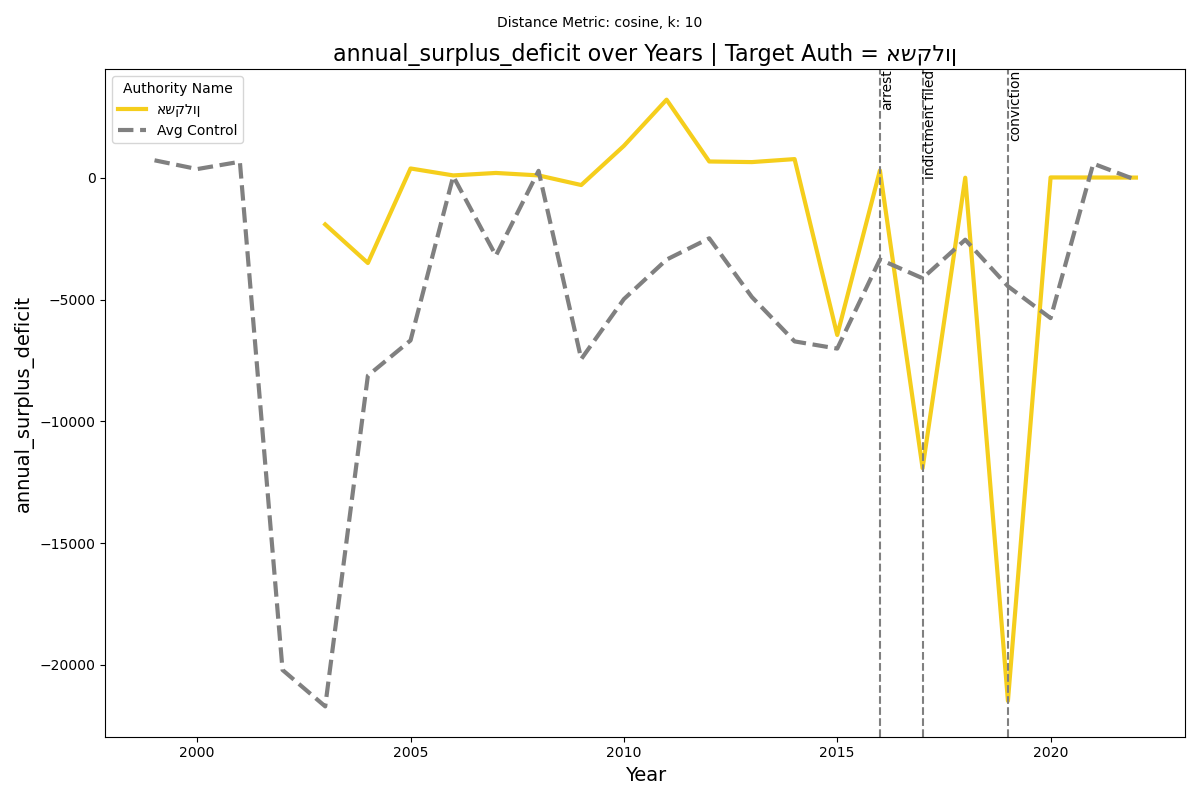 Distance Metric: cosine, k: 10
annual_surplus_deficit over Years | Target Auth = אשקלון
Authority Name
אשקלון
Avg Control
arrest
indictment filed
conviction
annual_surplus_deficit
0
−5000
−10000
−15000
−20000
2000
2005
2010
2015
2020
Year